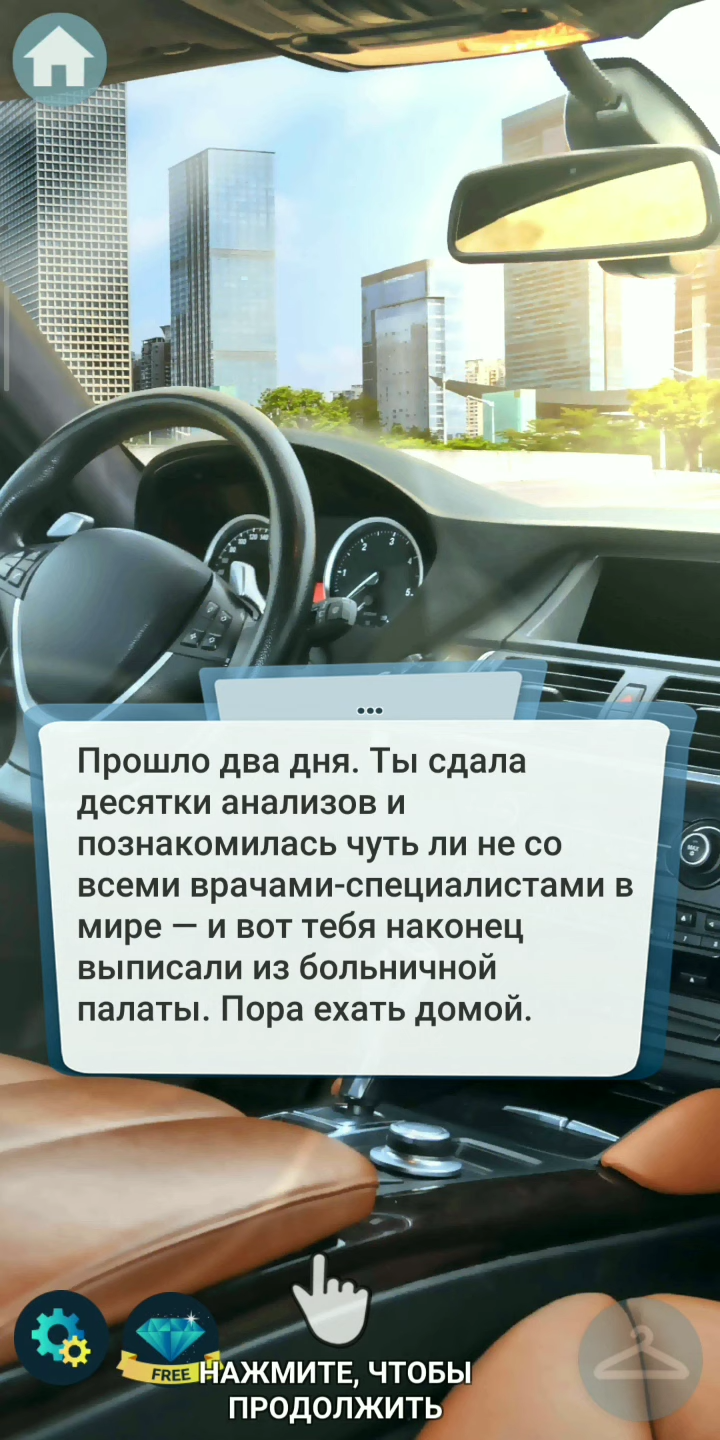 ...
Прошло два дня. Ты сдала
десятки анализов и
познакомилась чуть ли не со
всеми врачами-специалистами в
мире — и вот тебя наконец
выписали из больничной
палаты. Пора ехать домой.
FREE
НАЖМИТЕ, ЧТОБЫ
ПРОДОЛЖИТЬ